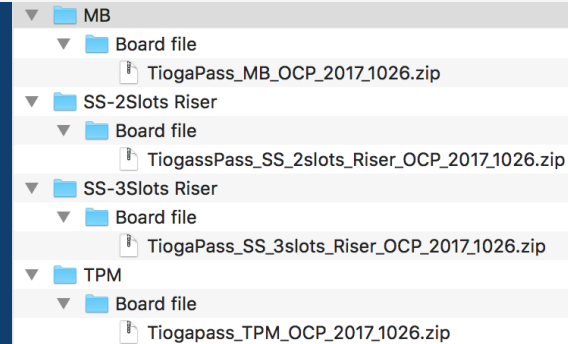 MB
Board file
TiogaPass_MB_OCP_2017_1026.zip
SS-2Slots Riser
Board file
TiogassPass_SS_2slots_Riser_OCP_2017_1026.zip
SS-3Slots Riser
Board file
TiogaPass_SS_3slots_Riser_OCP_2017_1026.zip
TPM
Board file
Tiogapass_TPM_OCP_2017_1026.zip